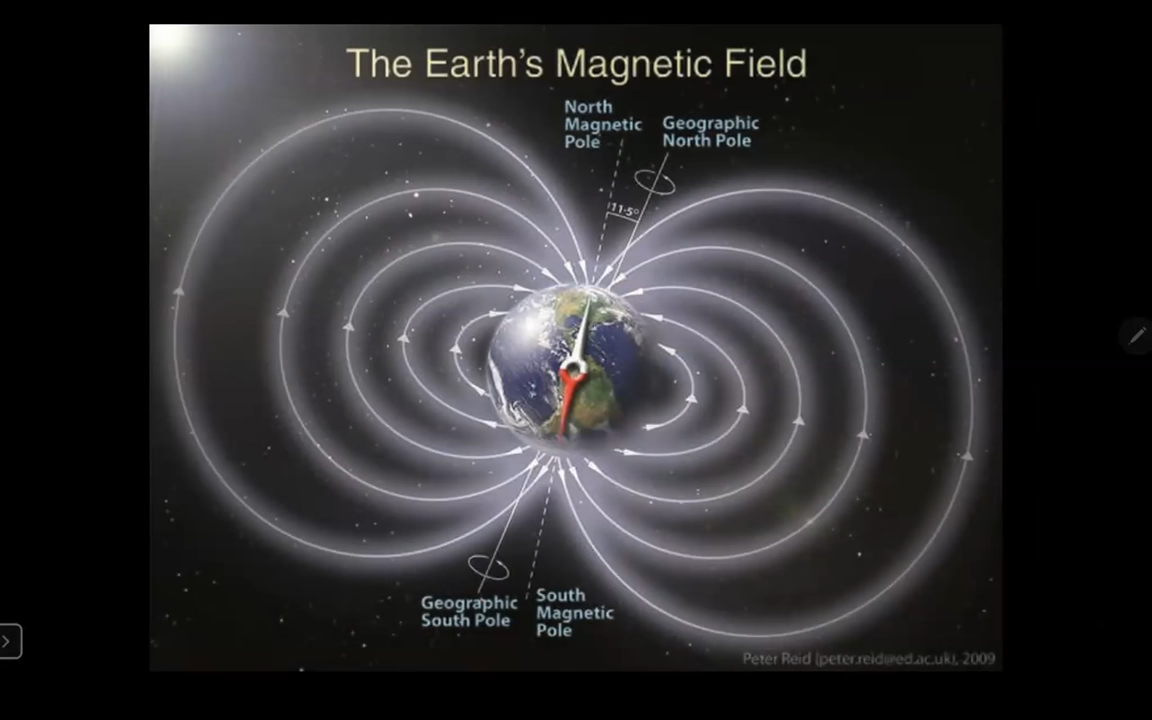 The Earth's Magnetic Field
North
Magnetic
Pole
Geographic
North Pole
11·5°
Geographic
South Pole
South
Magnetic
Pole
Peter Reid (peter.reid@ed.ac.uk), 2009